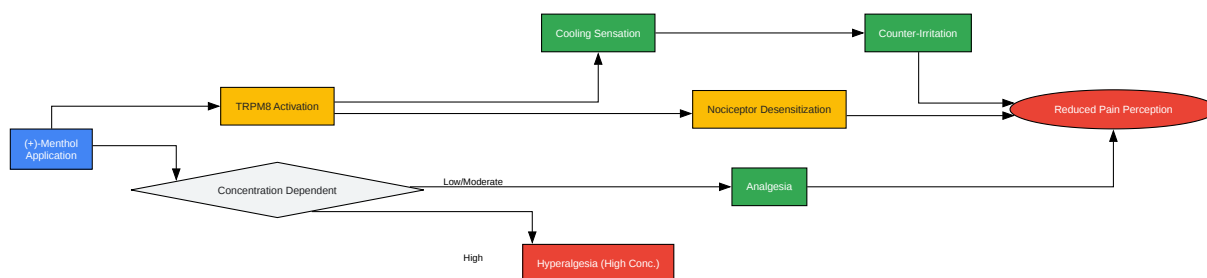 Cooling Sensation
Counter-Irritation
TRPM8 Activation
Nociceptor Desensitization
Reduced Pain Perception
(+)-Menthol
Application
Concentration Dependent
Low/Moderate
Analgesia
High
Hyperalgesia (High Conc.)